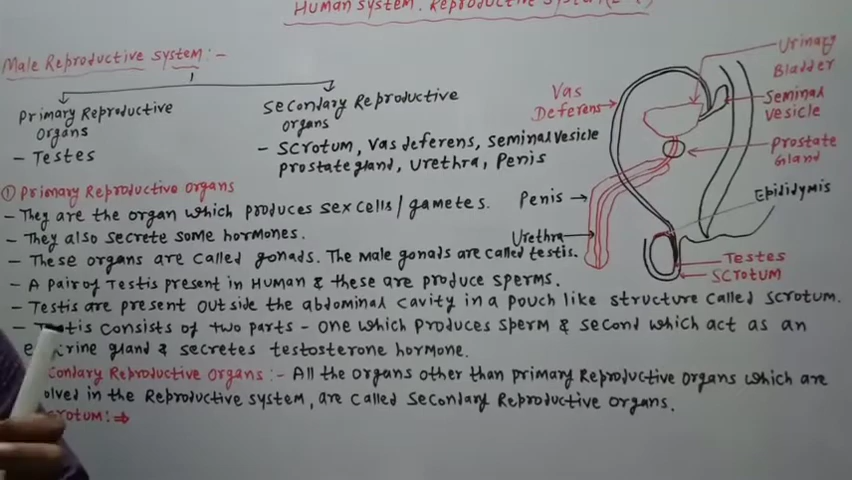 Human System. Reproductive System
Male Reproductive System :-
Primary Reproductive
Organs
- Testes
Secondary Reproductive
Organs
- Scrotum, Vas deferens, Seminal Vesicle
Prostate gland, Urethra, Penis
① Primary Reproductive Organs
- They are the organ which produces sex cells/gametes.
- They also secrete some hormones.
- These organs are called gonads. The male gonads are called testis.
- A pair of Testis present in Human & these are produce sperms.
- Testis are present outside the abdominal cavity in a pouch like structure called scrotum.
- Testis consists of two parts - one which produces sperm & second which act as an
gland & secretes testosterone hormone.
Reproductive Organs :- All the organs other than primary Reproductive organs which are
in the Reproductive system, are called Secondary Reproductive organs.
Vas
Deferens
Urinary
Bladder
Seminal
Vesicle
Prostate
Gland
Epididymis
Penis
Urethra
Testes
Scrotum